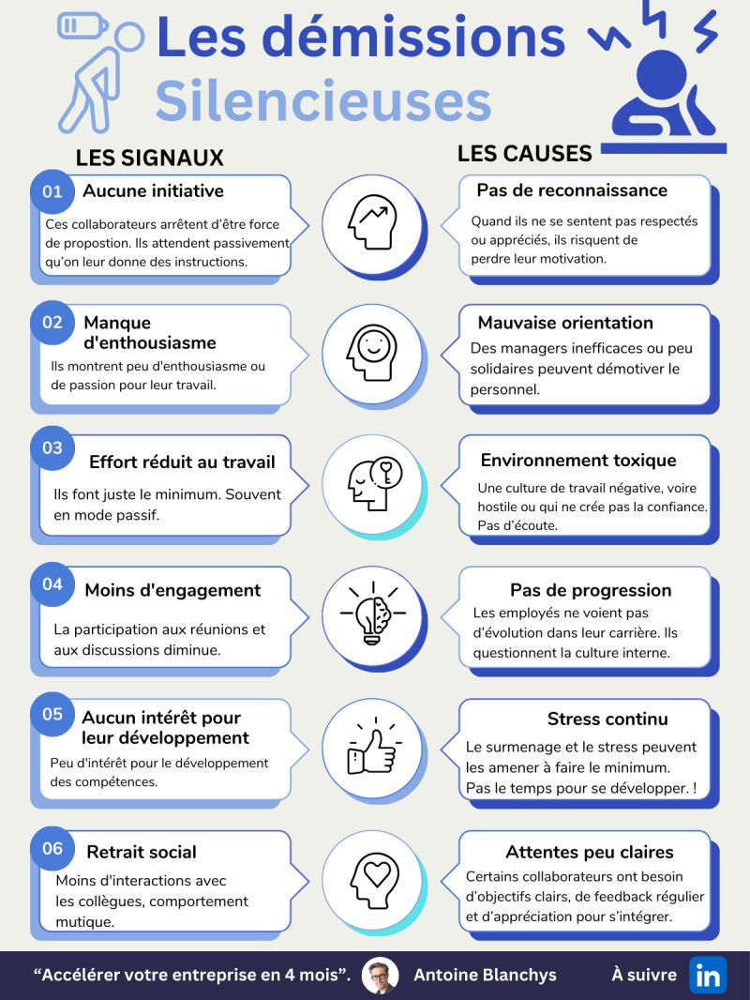 Les démissions
Silencieuses
LES SIGNAUX
LES CAUSES
01
Aucune initiative
Ces collaborateurs arrêtent d’être force
de propostion. Ils attendent passivement
qu’on leur donne des instructions.
Pas de reconnaissance
Quand ils ne se sentent pas respectés
ou appréciés, ils risquent de
perdre leur motivation.
02
Manque
d'enthousiasme
Ils montrent peu d'enthousiasme ou
de passion pour leur travail.
Mauvaise orientation
Des managers inefficaces ou peu
solidaires peuvent démotiver le
personnel.
03
Effort réduit au travail
Ils font juste le minimum. Souvent
en mode passif.
Environnement toxique
Une culture de travail négative, voire
hostile ou qui ne crée pas la confiance.
Pas d’écoute.
04
Moins d'engagement
La participation aux réunions et
aux discussions diminue.
Pas de progression
Les employés ne voient pas
d’évolution dans leur carrière. Ils
questionnent la culture interne.
05
Aucun intérêt pour
leur développement
Peu d'intérêt pour le développement
des compétences.
Stress continu
Le surmenage et le stress peuvent
les amener à faire le minimum.
Pas le temps pour se développer. !
06
Retrait social
Moins d'interactions avec
les collègues, comportement
mutique.
Attentes peu claires
Certains collaborateurs ont besoin
d’objectifs clairs, de feedback régulier
et d’appréciation pour s’intégrer.
“Accélérer votre entreprise en 4 mois”.
Antoine Blanchys
À suivre
in